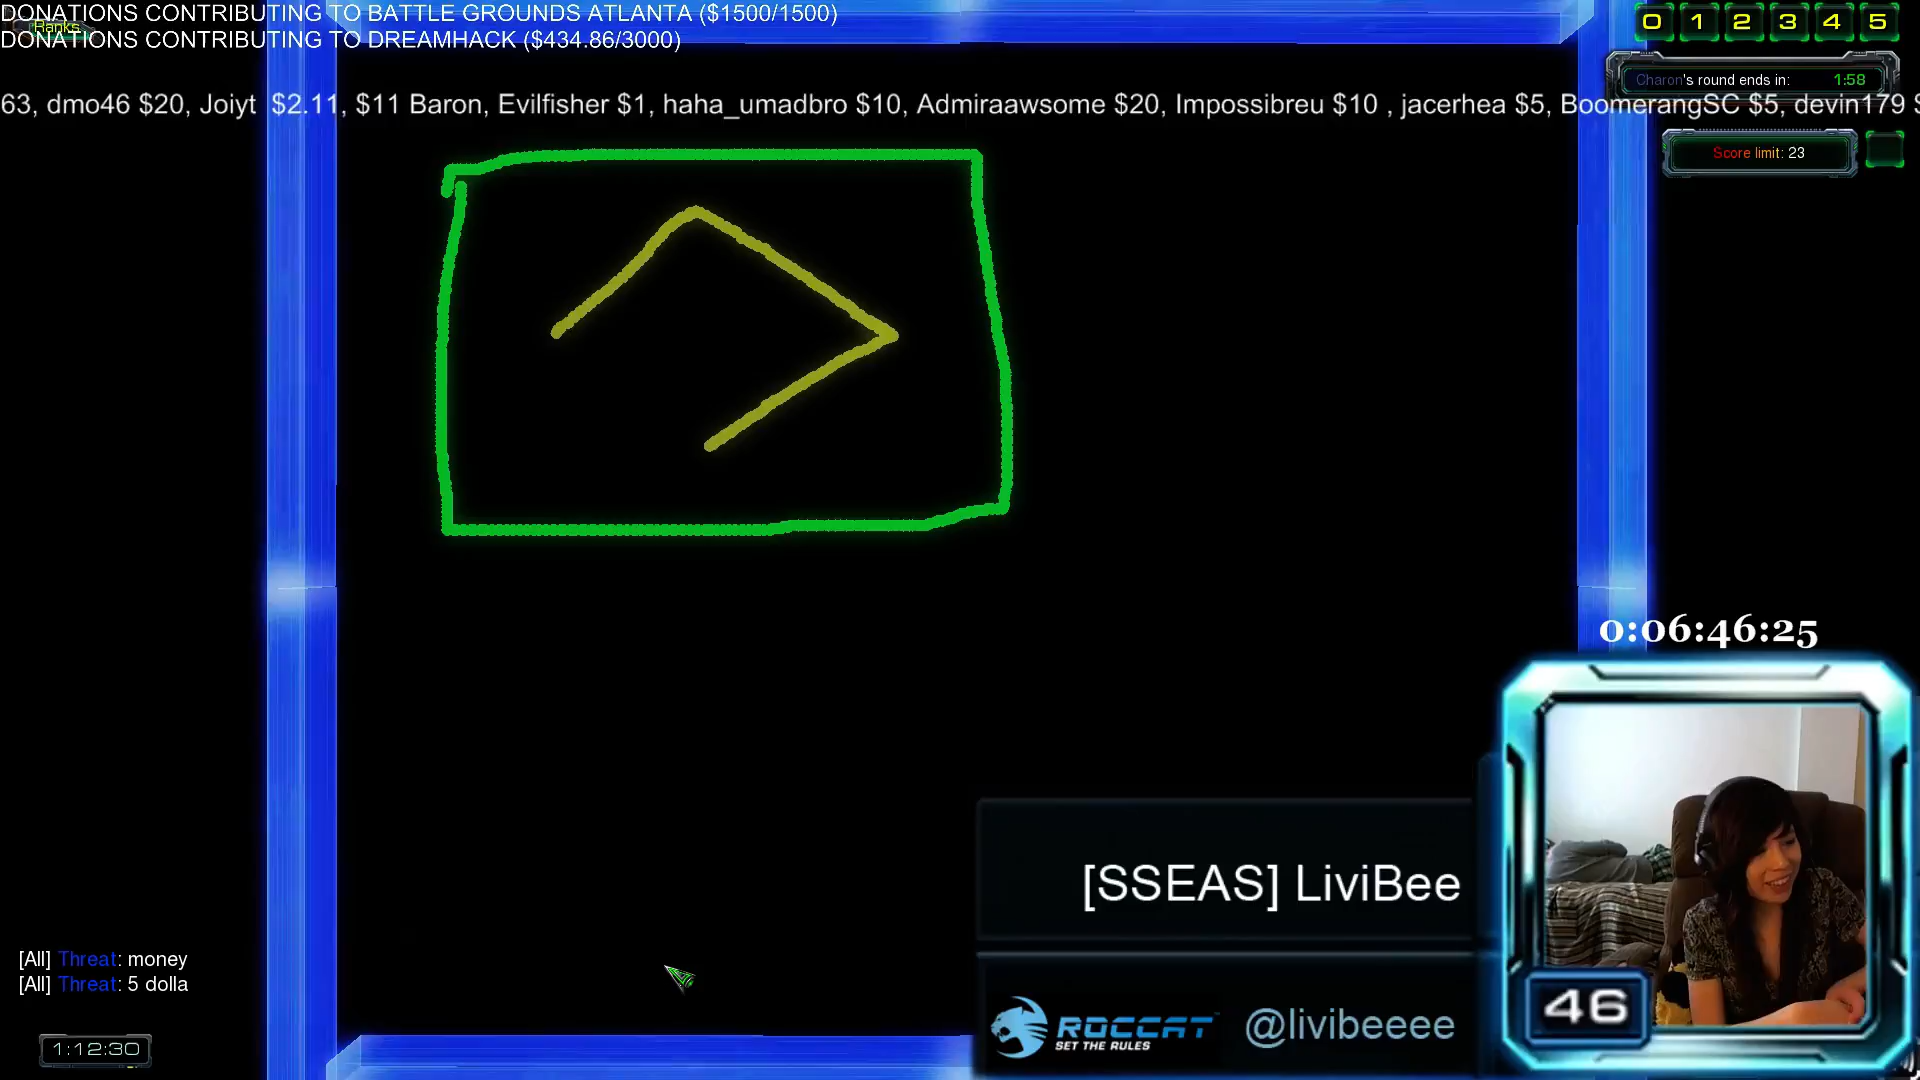 DONATIONS CONTRIBUTING TO BATTLE GROUNDS ATLANTA ($1500/1500)
Ranks
DONATIONS CONTRIBUTING TO DREAMHACK ($434.86/3000)
0 1 2 3 4 5
Charon's round ends in: 1:58
63, dmo46 $20, Joiyt $2.11, $11 Baron, Evilfisher $1, haha_umadbro $10, Admiraawsome $20, Impossibreu $10 , jacerhea $5, BoomerangSC $5, devin179 $
Score limit: 23
0:06:46:25
[SSEAS] LiviBee
[All] Threat: money
[All] Threat: 5 dolla
46
ROCCAT
SET THE RULES
@livibeeee
1:12:30